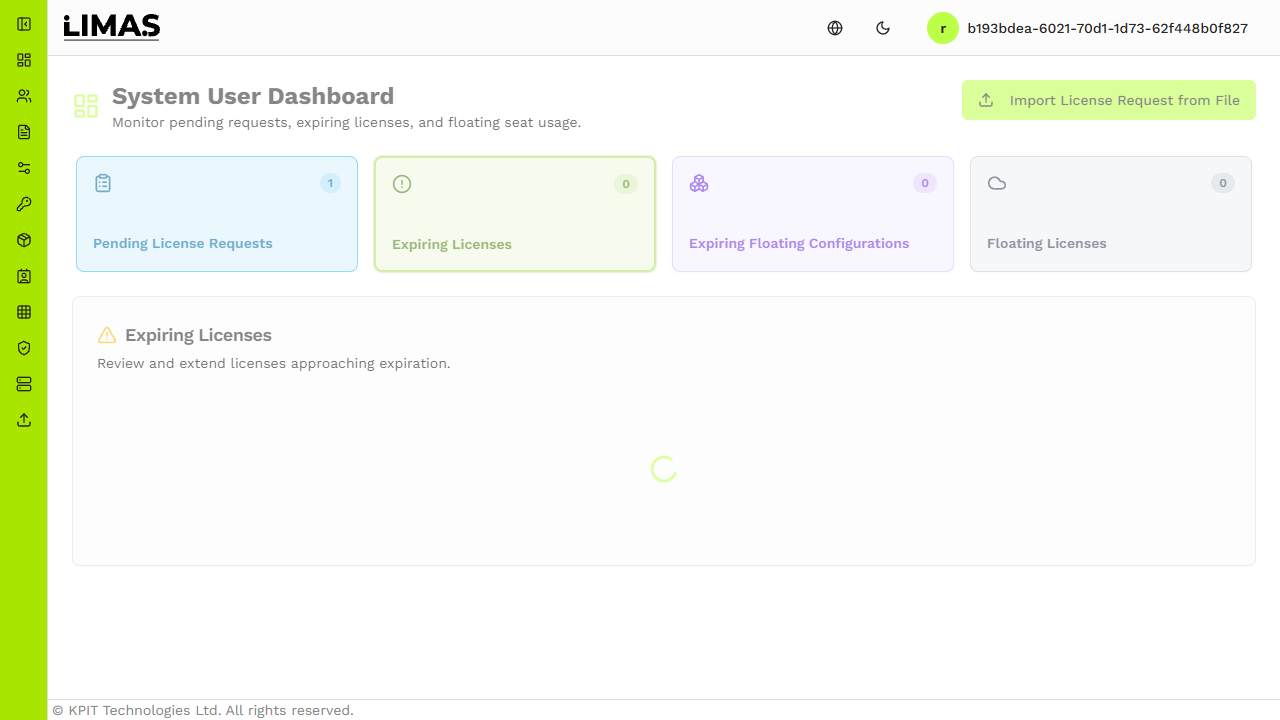 LIMAS
r b193bdea-6021-70d1-1d73-62f448b0f827
System User Dashboard
Monitor pending requests, expiring licenses, and floating seat usage.
Import License Request from File
1
Pending License Requests
0
Expiring Licenses
0
Expiring Floating Configurations
0
Floating Licenses
Expiring Licenses
Review and extend licenses approaching expiration.
© KPIT Technologies Ltd. All rights reserved.